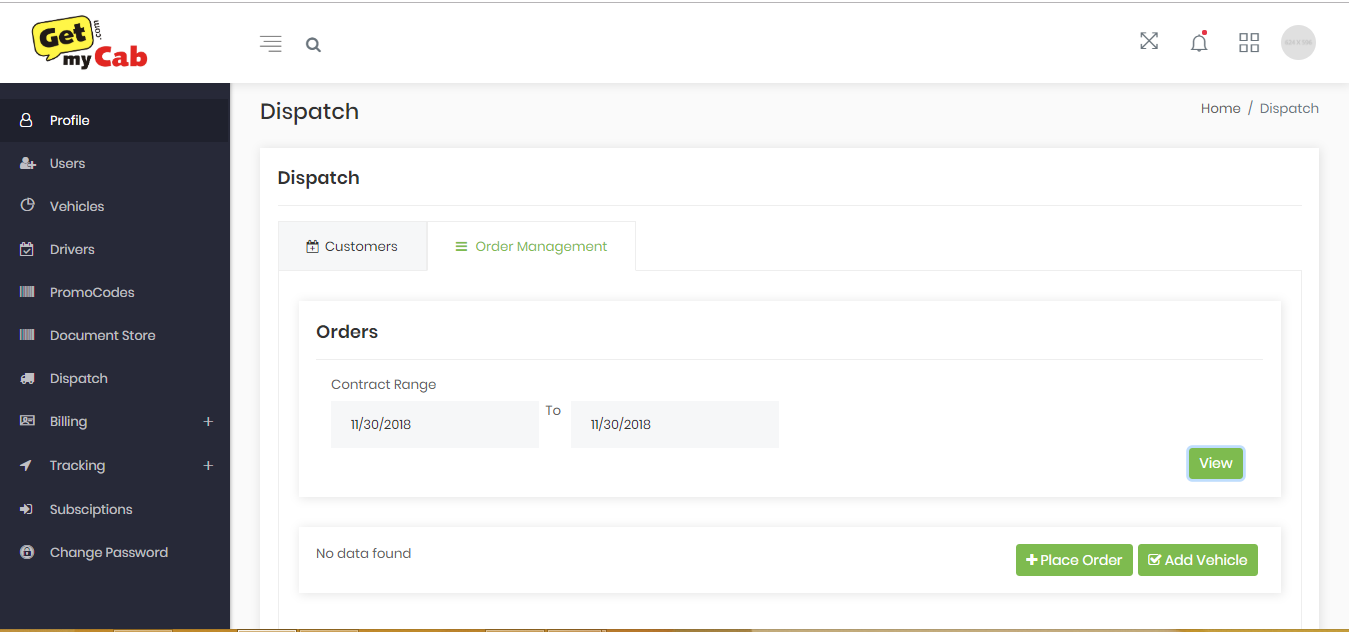 Get .com
my Cab
Dispatch
Home / Dispatch
Profile
Users
Vehicles
Drivers
PromoCodes
Document Store
Dispatch
Billing +
Tracking +
Subsciptions
Change Password
Dispatch
Customers
Order Management
Orders
Contract Range
11/30/2018 To 11/30/2018
View
No data found
Place Order
Add Vehicle